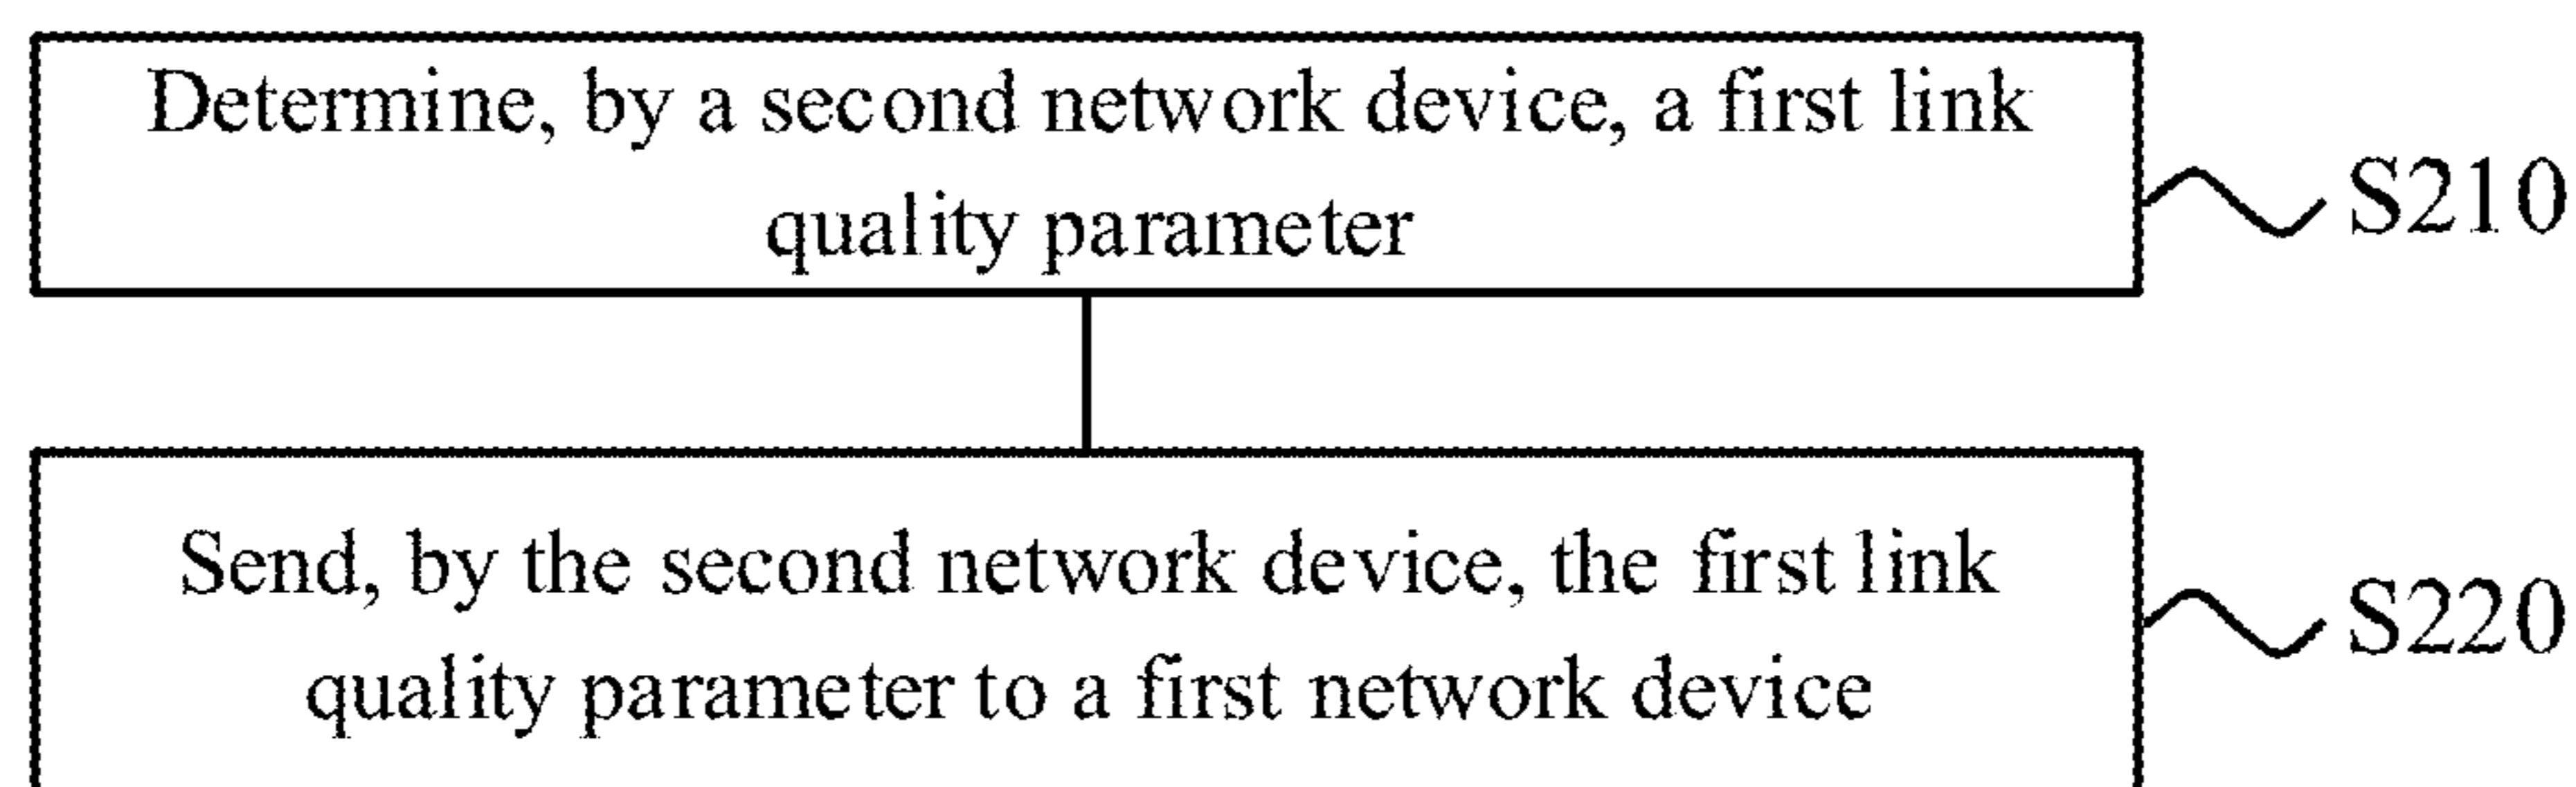 Determine, by a second network device, a first link
quality parameter
S210
Send, by the second network device, the first link
quality parameter to a first network device
S220